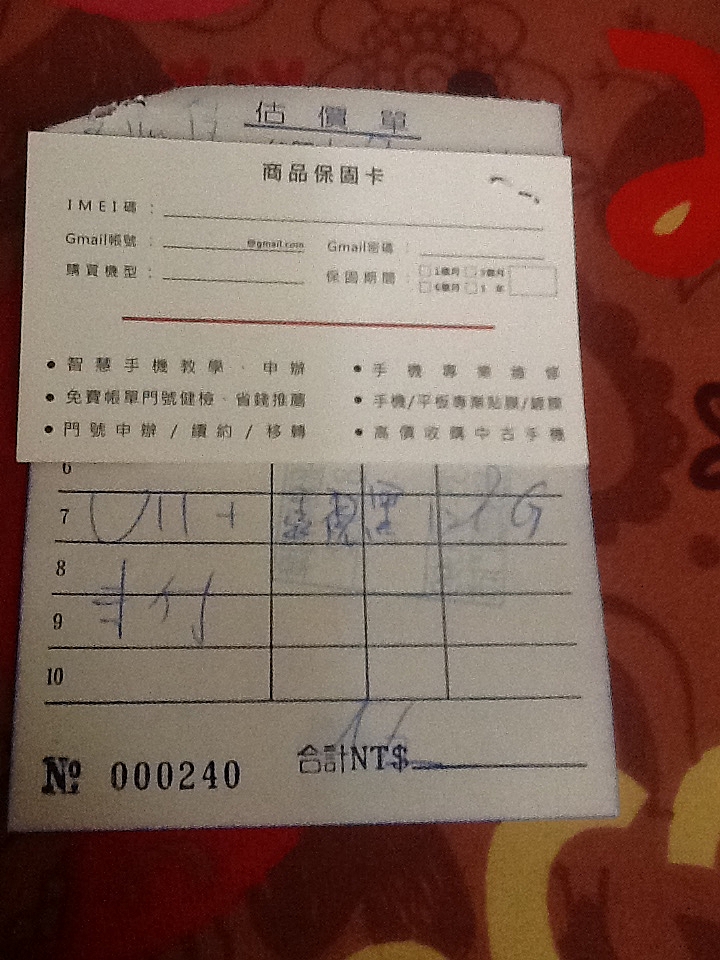 估價單
商品保固卡
IMEI碼：
Gmail帳號： @gmail.com Gmail密碼：
購買機型： 保固期間： □1個月 □3個月
□6個月 □1 年
●智慧手機教學．申辦 ●手機專業維修
●免費帳單門號健檢．省錢推薦 ●手機/平板專業貼膜/鍍膜
●門號申辦/續約/移轉 ●高價收購中古手機
6
7 U11+ 黑 128G
8
9
10
合計NT$
№ 000240